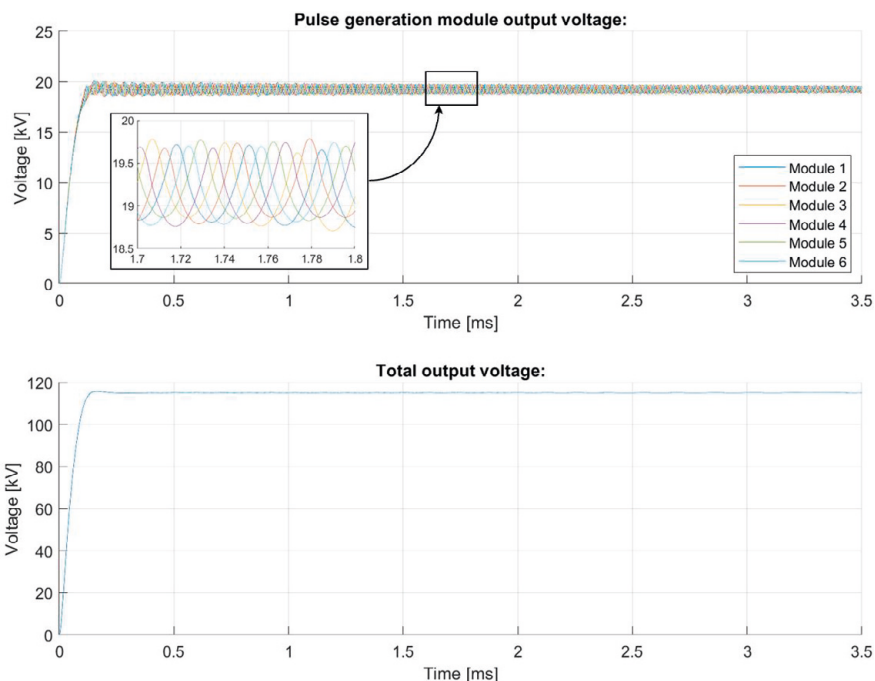 Pulse generation module output voltage:
25
20
15
10
5
0
Voltage [kV]
20
19.5
19
18.5
1.7 1.72 1.74 1.76 1.78 1.8
Module 1
Module 2
Module 3
Module 4
Module 5
Module 6
0 0.5 1 1.5 2 2.5 3 3.5
Time [ms]
Total output voltage:
120
100
80
60
40
20
0
Voltage [kV]
0 0.5 1 1.5 2 2.5 3 3.5
Time [ms]